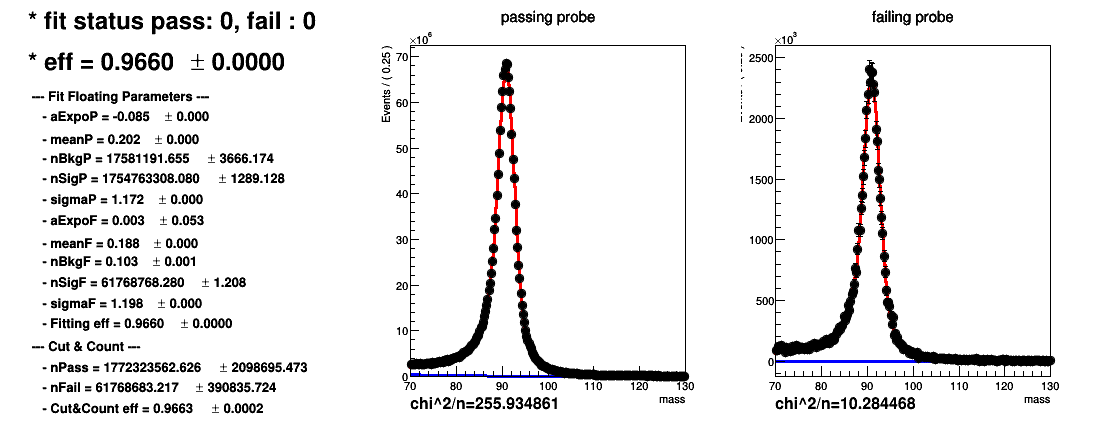 * fit status pass: 0, fail : 0
* eff = 0.9660 ± 0.0000
--- Fit Floating Parameters ---
- aExpoP = -0.085 ± 0.000
- meanP = 0.202 ± 0.000
- nBkgP = 17581191.655 ± 3666.174
- nSigP = 1754763308.080 ± 1289.128
- sigmaP = 1.172 ± 0.000
- aExpoF = 0.003 ± 0.053
- meanF = 0.188 ± 0.000
- nBkgF = 0.103 ± 0.001
- nSigF = 61768768.280 ± 1.208
- sigmaF = 1.198 ± 0.000
- Fitting eff = 0.9660 ± 0.0000
--- Cut & Count ---
- nPass = 1772323562.626 ± 2098695.473
- nFail = 61768683.217 ± 390835.724
- Cut&Count eff = 0.9663 ± 0.0002
passing probe
×10⁶
Events / ( 0.25 )
70
60
50
40
30
20
10
0
70 80 90 100 110 120 130
mass
chi^2/n=255.934861
failing probe
×10³
2500
2000
1500
1000
500
0
70 80 90 100 110 120 130
mass
chi^2/n=10.284468